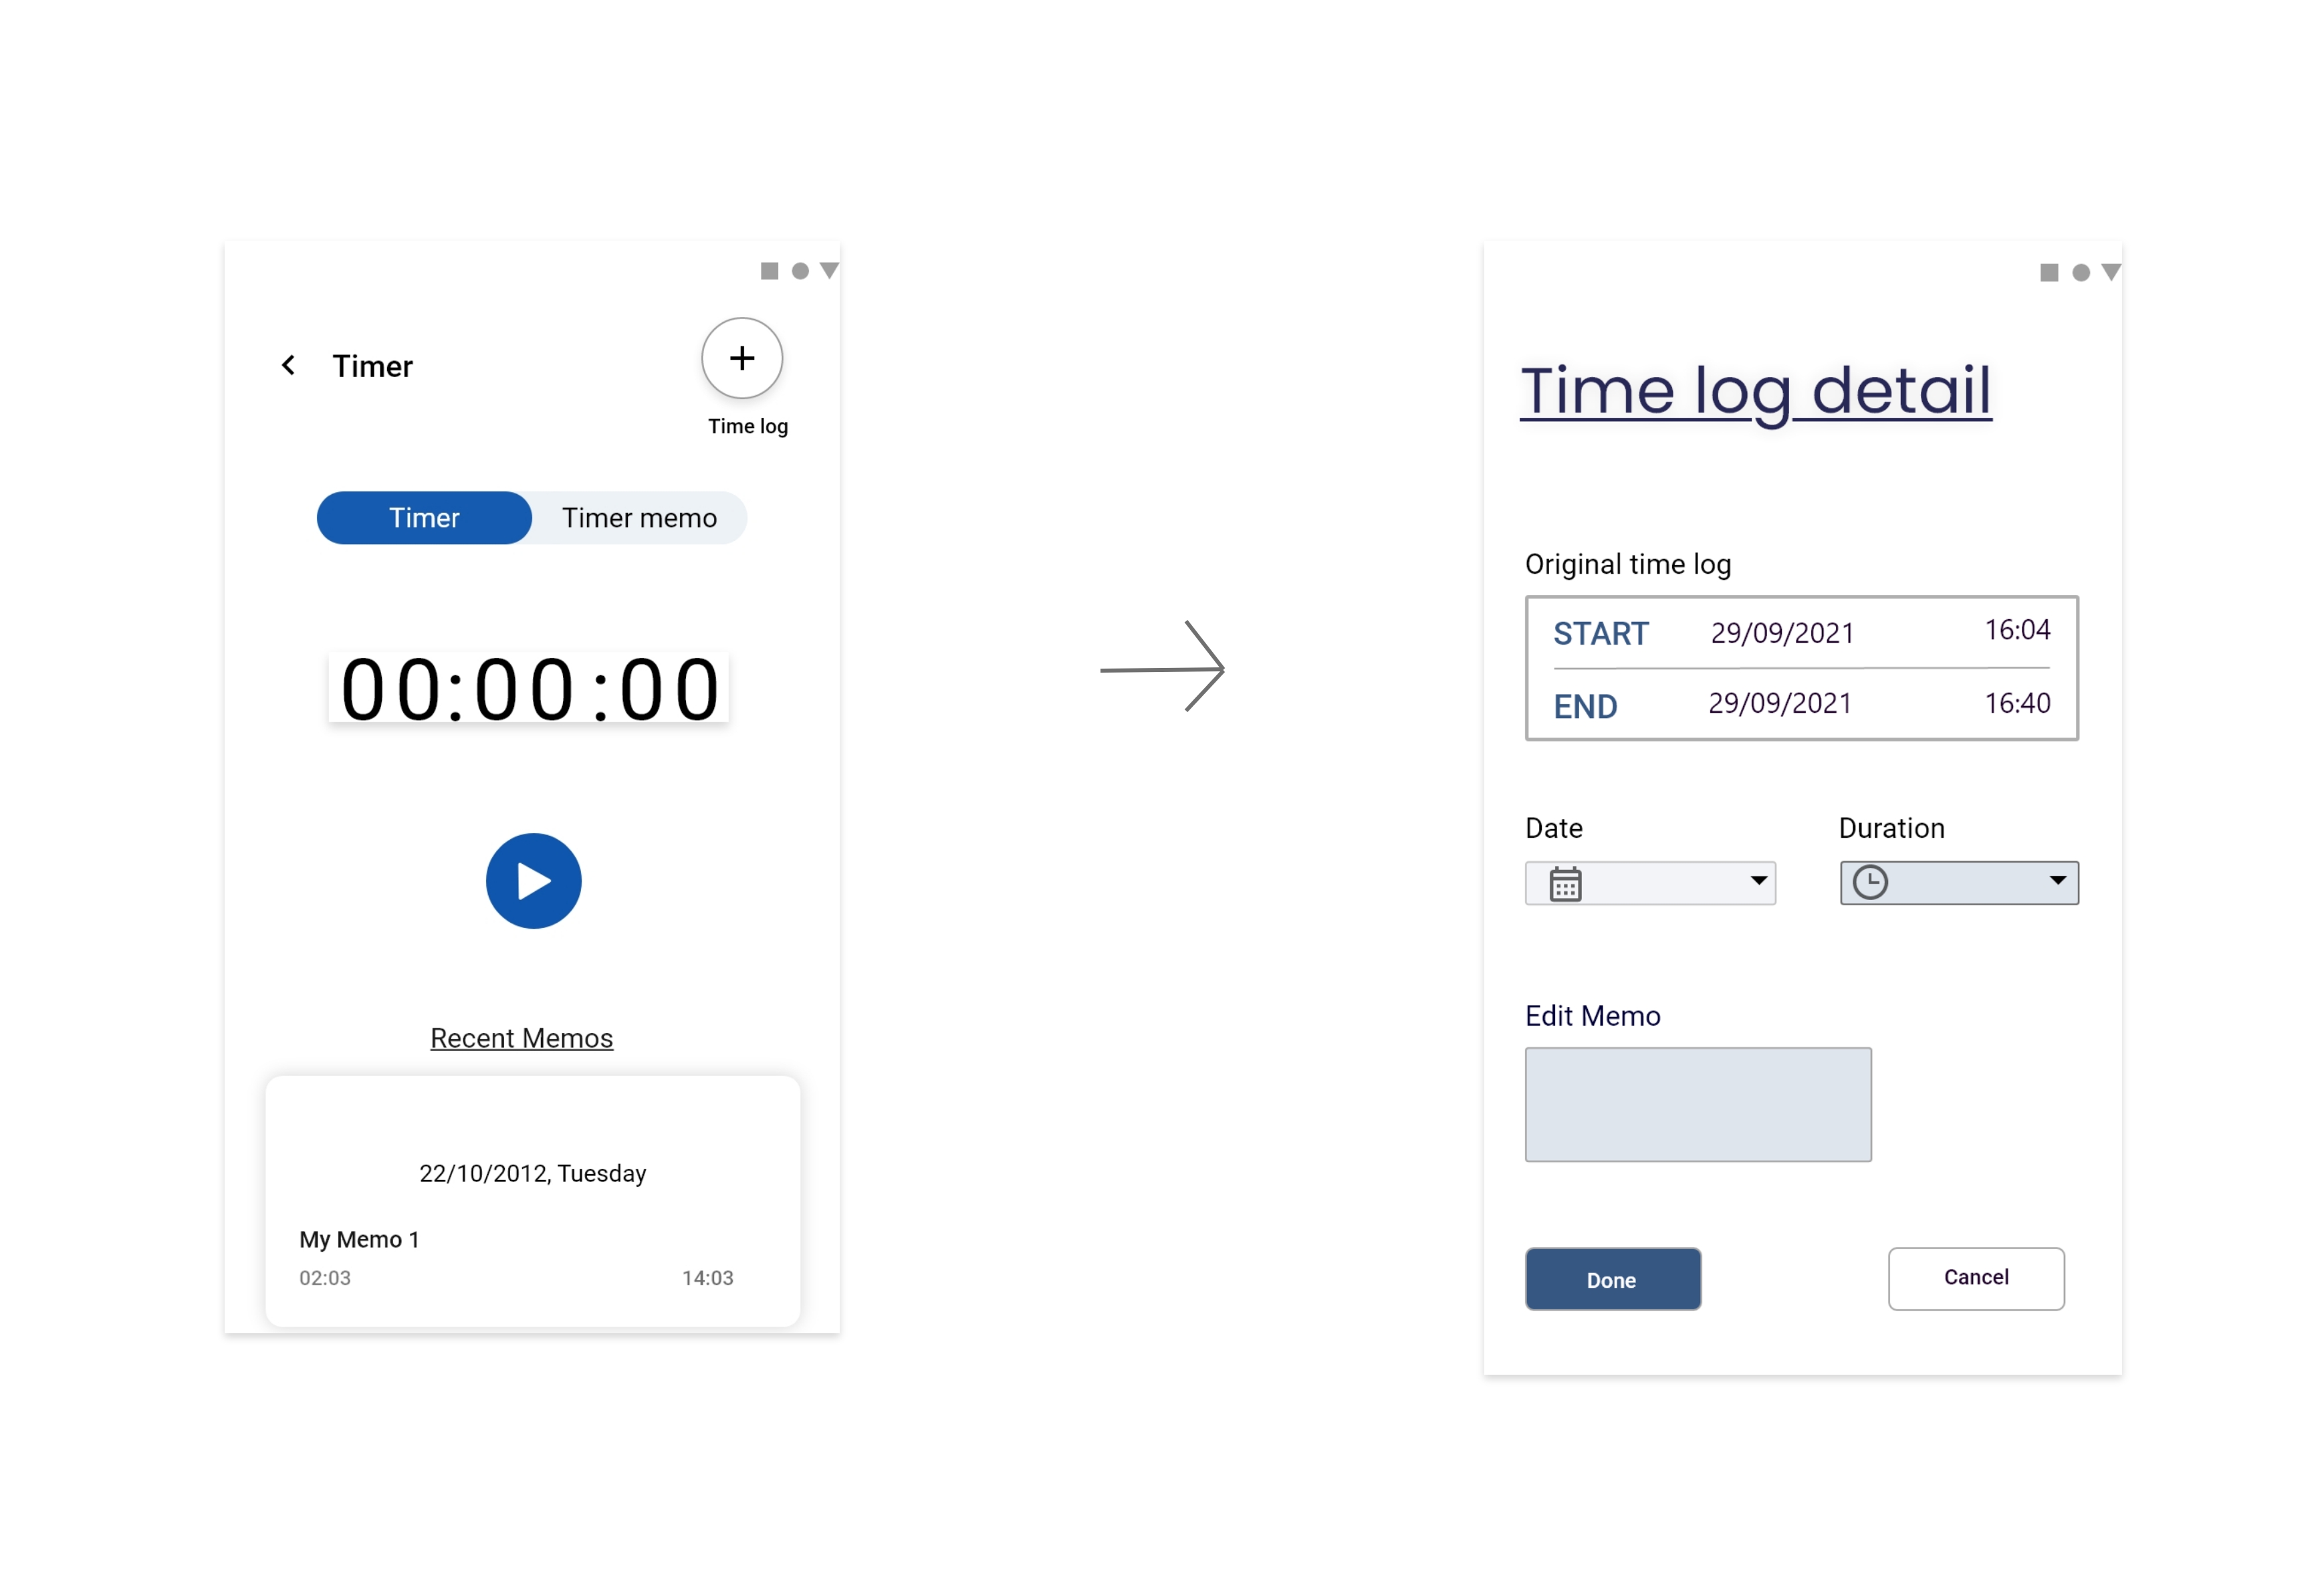 Timer
+
Time log
Timer Timer memo
00:00:00
Recent Memos
22/10/2012, Tuesday
My Memo 1
02:03 14:03
Time log detail
Original time log
START 29/09/2021 16:04
END 29/09/2021 16:40
Date Duration
Edit Memo
Done Cancel